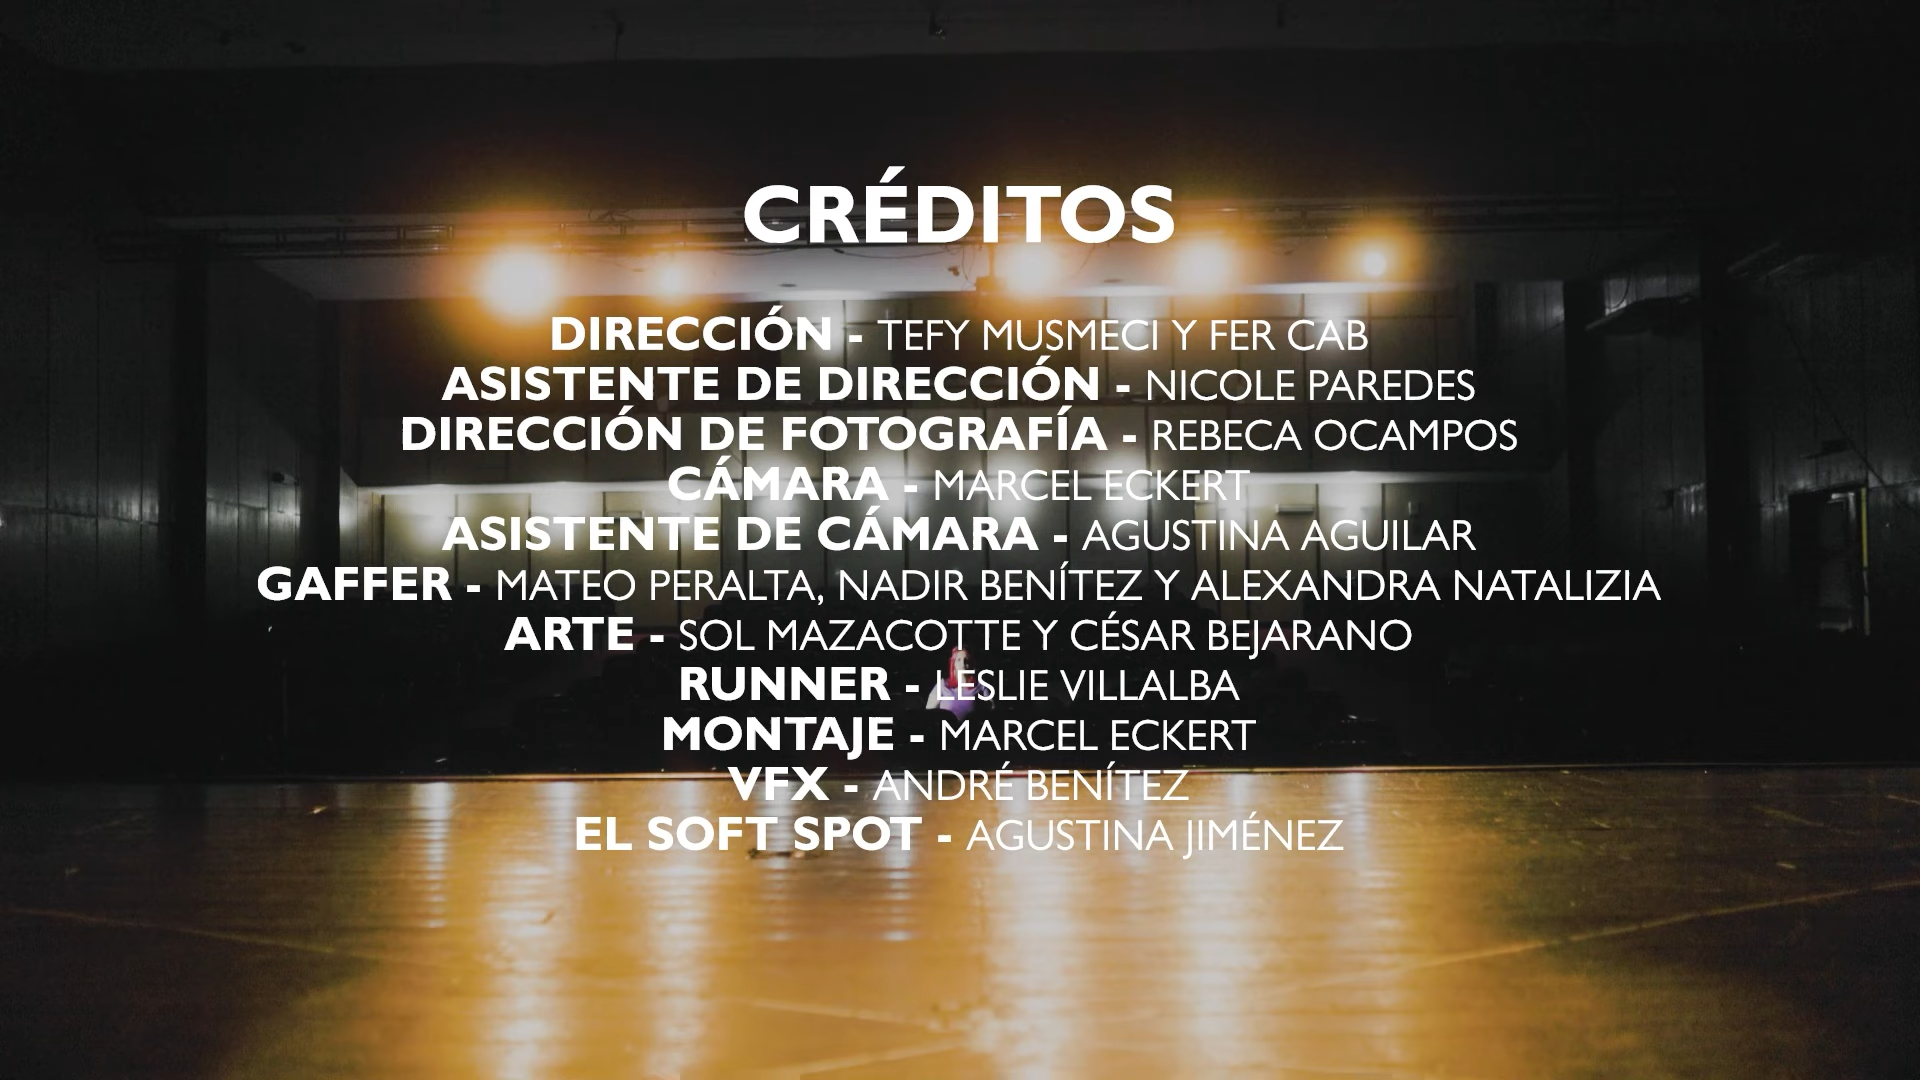 CRÉDITOS
DIRECCIÓN - TEFY MUSMECI Y FER CAB
ASISTENTE DE DIRECCIÓN - NICOLE PAREDES
DIRECCIÓN DE FOTOGRAFÍA - REBECA OCAMPOS
CÁMARA - MARCEL ECKERT
ASISTENTE DE CÁMARA - AGUSTINA AGUILAR
GAFFER - MATEO PERALTA, NADIR BENÍTEZ Y ALEXANDRA NATALIZIA
ARTE - SOL MAZACOTTE Y CÉSAR BEJARANO
RUNNER - LESLIE VILLALBA
MONTAJE - MARCEL ECKERT
VFX - ANDRÉ BENÍTEZ
EL SOFT SPOT - AGUSTINA JIMÉNEZ